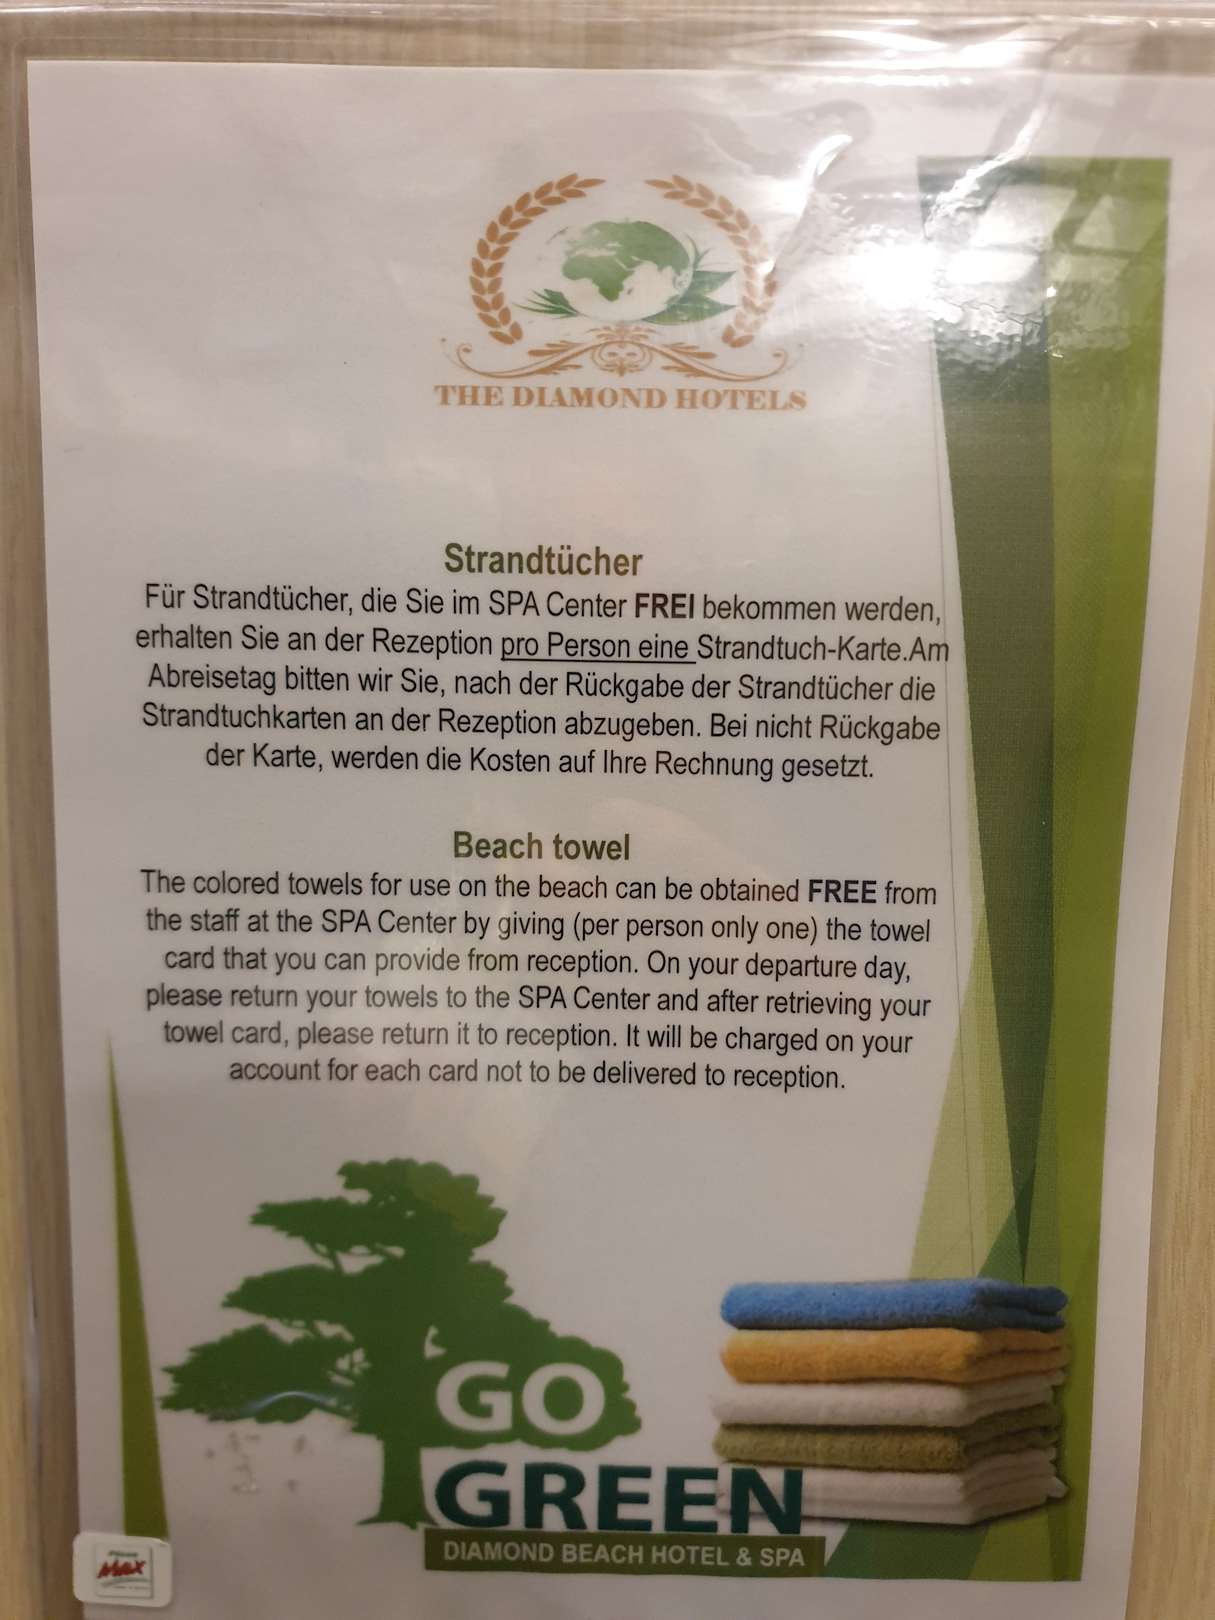 THE DIAMOND HOTELS
Strandtücher
Für Strandtücher, die Sie im SPA Center FREI bekommen werden,
erhalten Sie an der Rezeption pro Person eine Strandtuch-Karte.Am
Abreisetag bitten wir Sie, nach der Rückgabe der Strandtücher die
Strandtuchkarten an der Rezeption abzugeben. Bei nicht Rückgabe
der Karte, werden die Kosten auf Ihre Rechnung gesetzt.
Beach towel
The colored towels for use on the beach can be obtained FREE from
the staff at the SPA Center by giving (per person only one) the towel
card that you can provide from reception. On your departure day,
please return your towels to the SPA Center and after retrieving your
towel card, please return it to reception. It will be charged on your
account for each card not to be delivered to reception.
GO
GREEN
DIAMOND BEACH HOTEL & SPA
Max